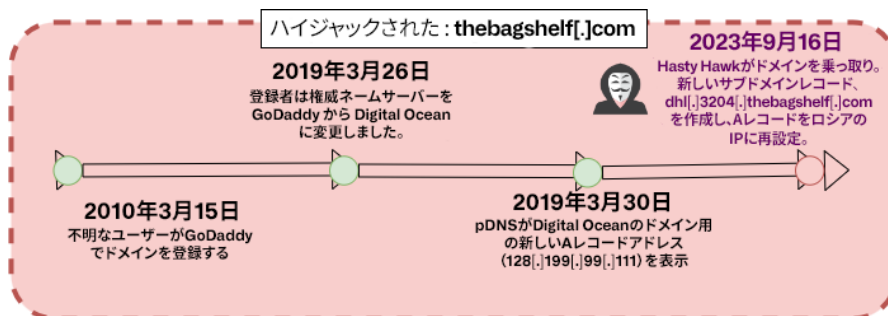 ハイジャックされた : thebagshelf[.]com
2010年3月15日
不明なユーザーがGoDaddy
でドメインを登録する
2019年3月26日
登録者は権威ネームサーバーを
GoDaddy から Digital Ocean
に変更しました。
2019年3月30日
pDNSがDigital Oceanのドメイン用
の新しいAレコードアドレス
（128[.]199[.]99[.]111）を表示
2023年9月16日
Hasty Hawkがドメインを乗っ取り。
新しいサブドメインレコード、
dhl[.]3204[.]thebagshelf[.]com
を作成し、Aレコードをロシアの
IPに再設定。